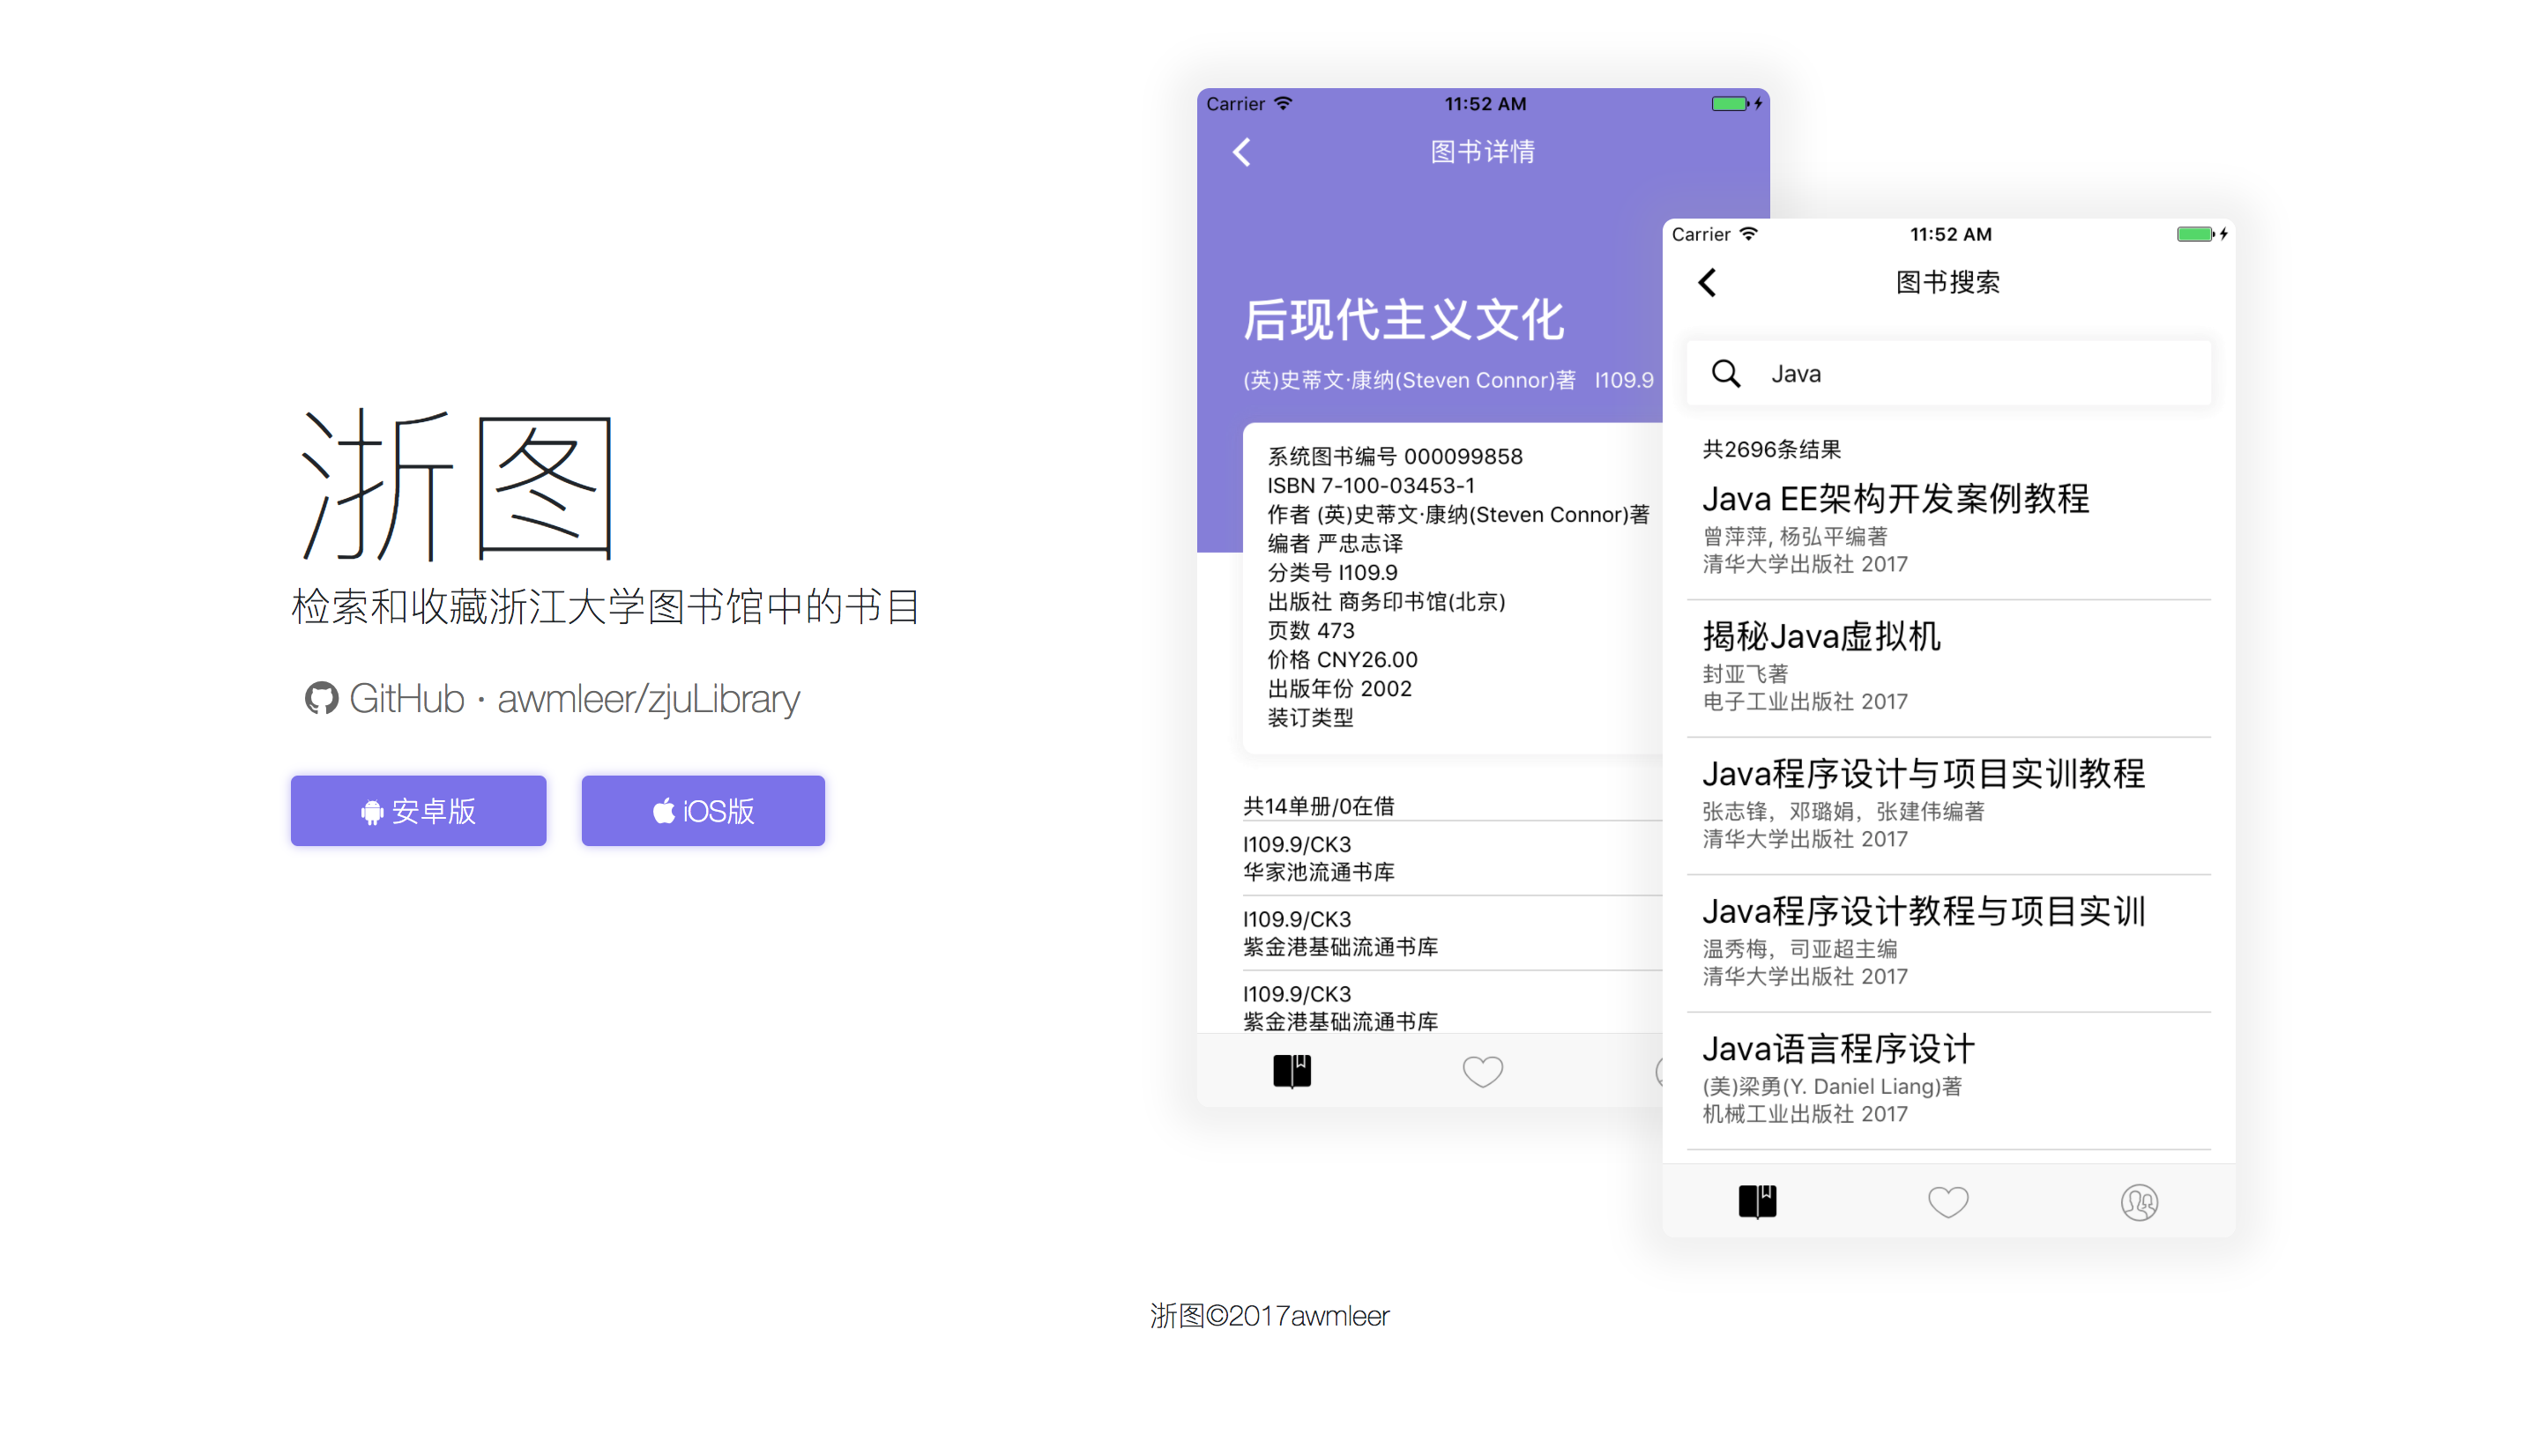 浙图
检索和收藏浙江大学图书馆中的书目
GitHub · awmleer/zjuLibrary
安卓版
iOS版
Carrier 11:52 AM
图书详情
后现代主义文化
(英)史蒂文·康纳(Steven Connor)著 I109.9
系统图书编号 000099858
ISBN 7-100-03453-1
作者 (英)史蒂文·康纳(Steven Connor)著
编者 严忠志译
分类号 I109.9
出版社 商务印书馆(北京)
页数 473
价格 CNY26.00
出版年份 2002
装订类型
共14单册/0在借
I109.9/CK3
华家池流通书库
I109.9/CK3
紫金港基础流通书库
I109.9/CK3
紫金港基础流通书库
Carrier 11:52 AM
图书搜索
Java
共2696条结果
Java EE架构开发案例教程
曾萍萍, 杨弘平编著
清华大学出版社 2017
揭秘Java虚拟机
封亚飞著
电子工业出版社 2017
Java程序设计与项目实训教程
张志锋，邓璐娟，张建伟编著
清华大学出版社 2017
Java程序设计教程与项目实训
温秀梅，司亚超主编
清华大学出版社 2017
Java语言程序设计
(美)梁勇(Y. Daniel Liang)著
机械工业出版社 2017
浙图©2017awmleer